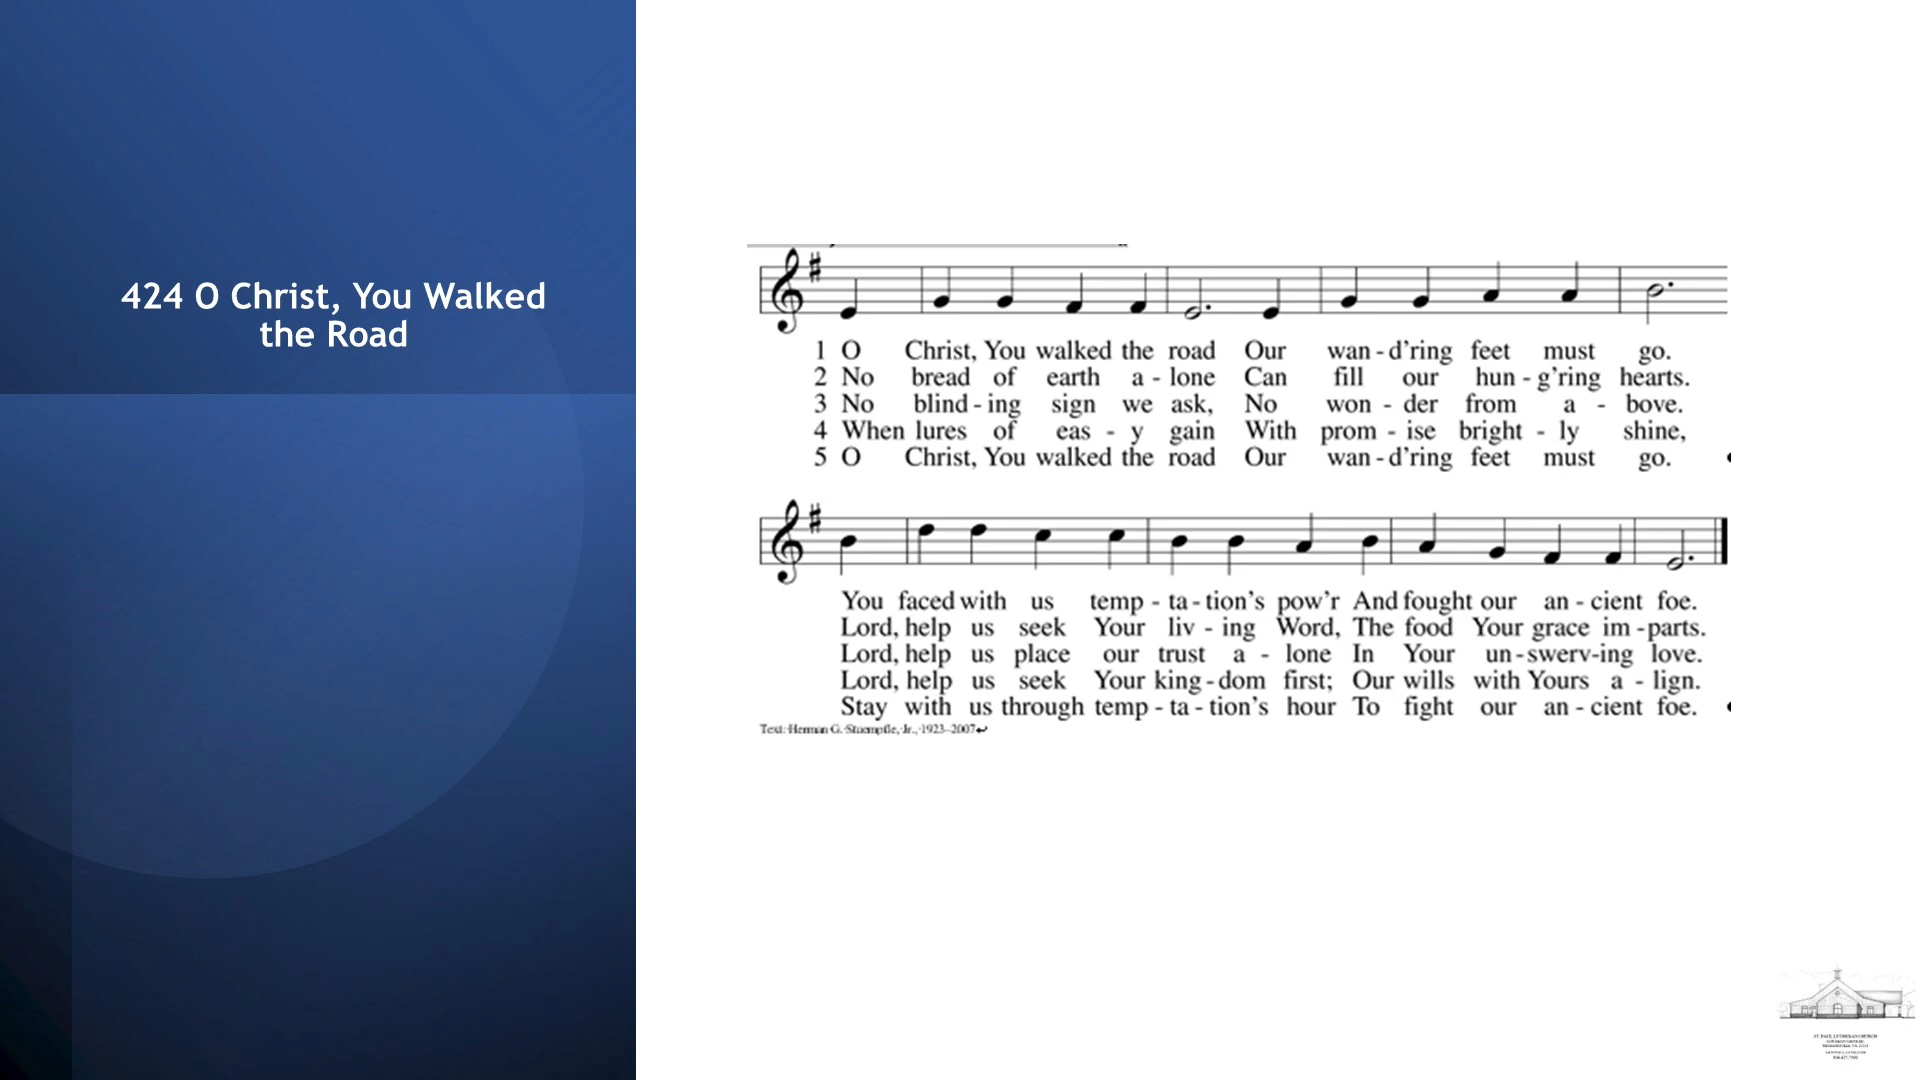 424 O Christ, You Walked
the Road
1 O Christ, You walked the road Our wan - d’ring feet must go.
2 No bread of earth a - lone Can fill our hun - g’ring hearts.
3 No blind - ing sign we ask, No won - der from a - bove.
4 When lures of eas - y gain With prom - ise bright - ly shine,
5 O Christ, You walked the road Our wan - d’ring feet must go.
You faced with us temp - ta - tion’s pow’r And fought our an - cient foe.
Lord, help us seek Your liv - ing Word, The food Your grace im - parts.
Lord, help us place our trust a - lone In Your un - swerv - ing love.
Lord, help us seek Your king - dom first; Our wills with Yours a - lign.
Stay with us through temp - ta - tion’s hour To fight our an - cient foe.
Text: Herman G. Stuempfle, Jr., 1923–2007
ST. PAUL LUTHERAN CHURCH